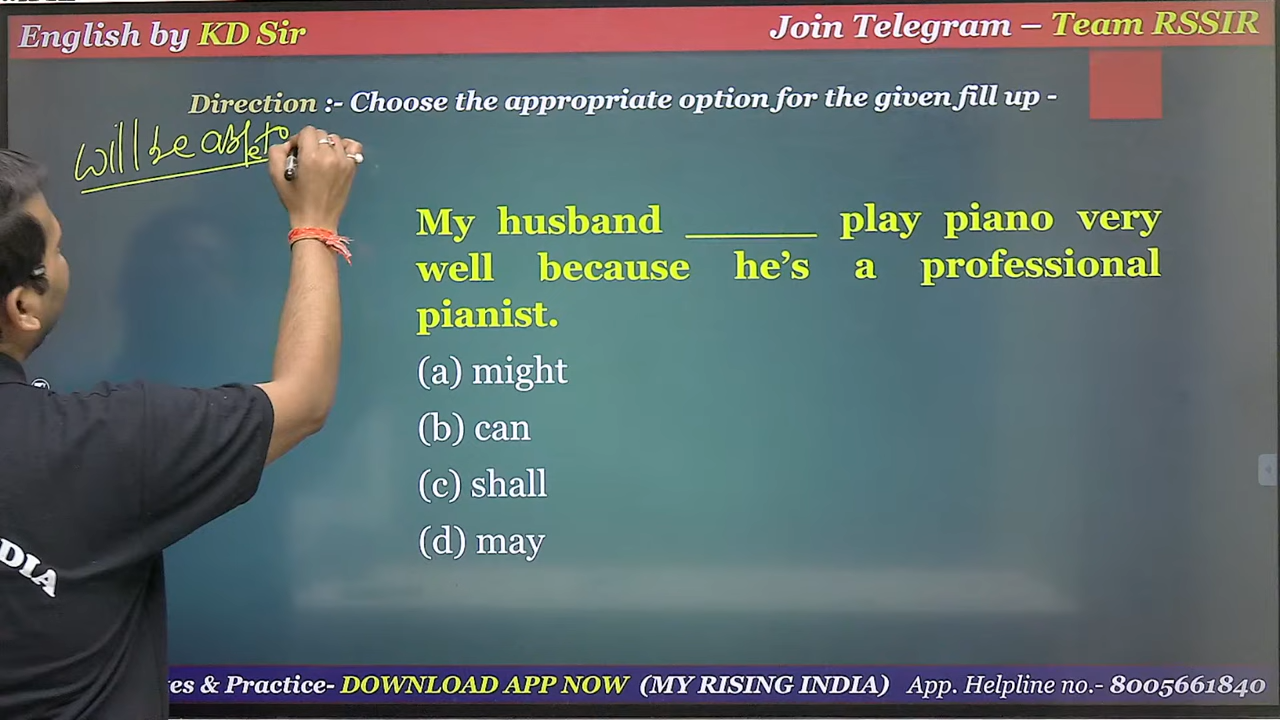 English by KD Sir
Join Telegram – Team RSSIR
Direction :- Choose the appropriate option for the given fill up -
will be able to
My husband ______ play piano very
well because he's a professional
pianist.
(a) might
(b) can
(c) shall
(d) may
DIA
es & Practice- DOWNLOAD APP NOW (MY RISING INDIA) App. Helpline no.- 8005661840